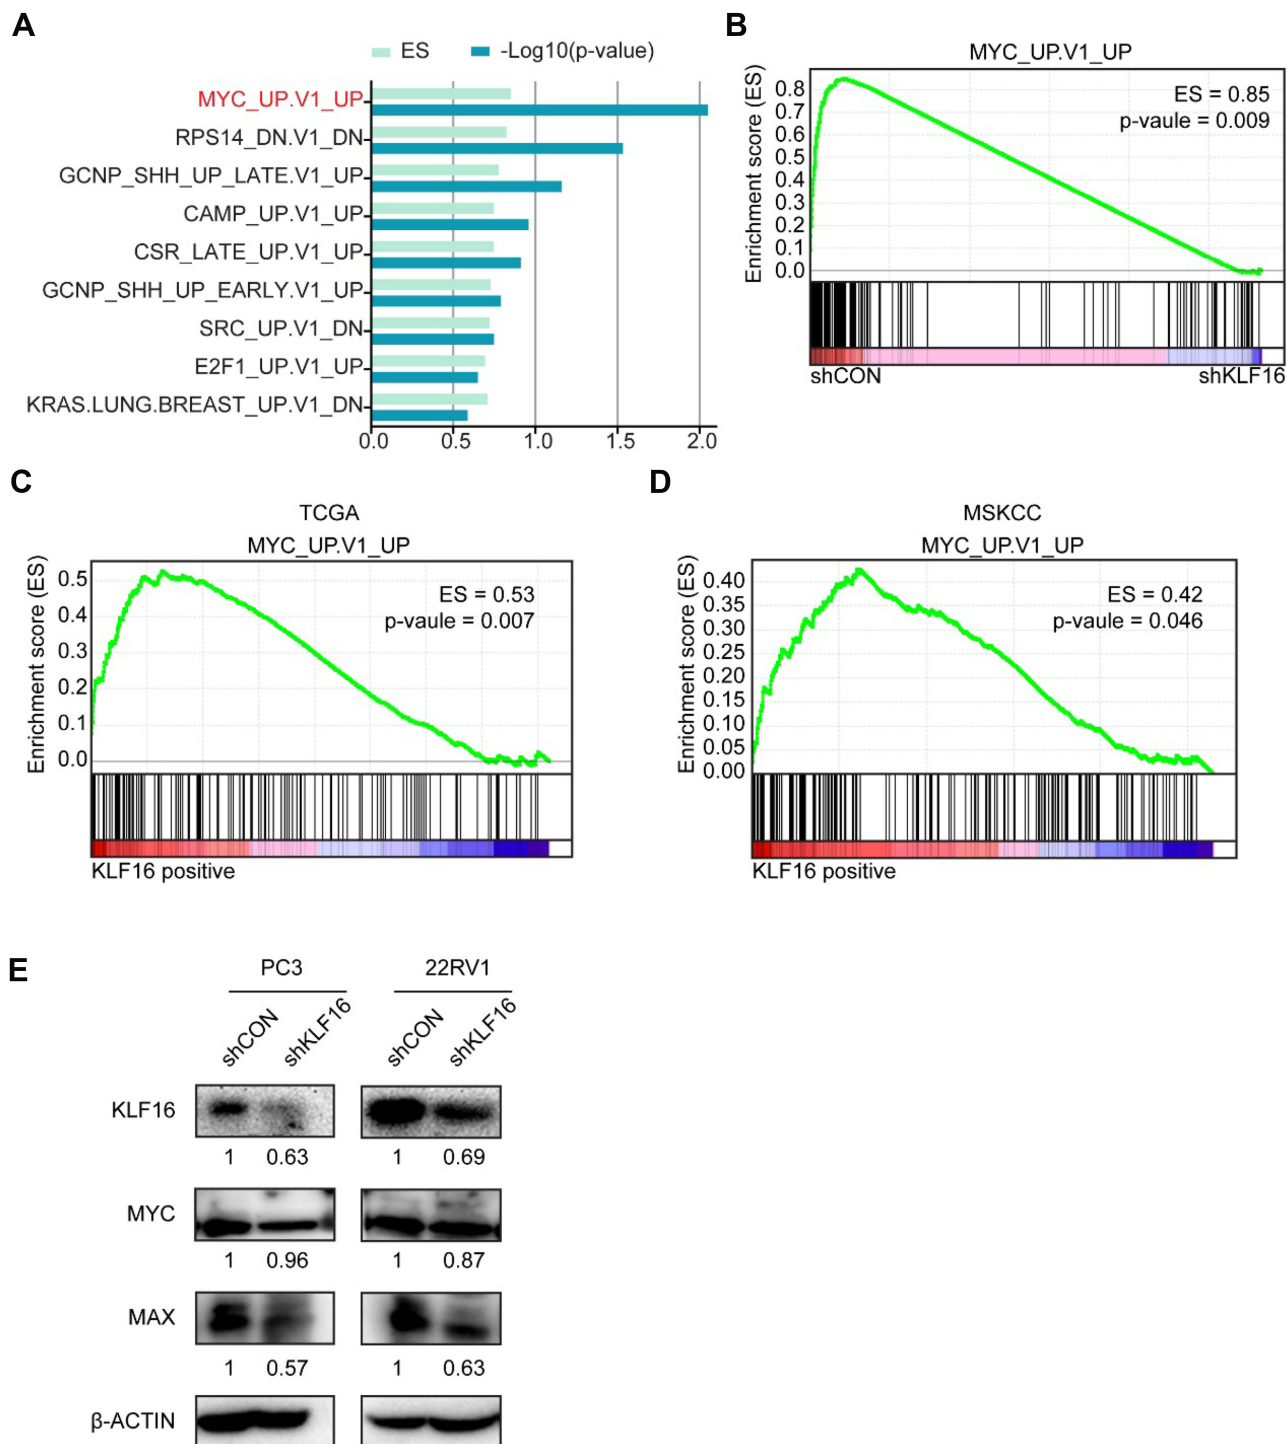 A
ES
-Log10(p-value)
MYC_UP.V1_UP
RPS14_DN.V1_DN
GCNP_SHH_UP_LATE.V1_UP
CAMP_UP.V1_UP
CSR_LATE_UP.V1_UP
GCNP_SHH_UP_EARLY.V1_UP
SRC_UP.V1_DN
E2F1_UP.V1_UP
KRAS.LUNG.BREAST_UP.V1_DN
0.0 0.5 1.0 1.5 2.0
B
MYC_UP.V1_UP
Enrichment score (ES)
0.8
0.7
0.6
0.5
0.4
0.3
0.2
0.1
0.0
ES = 0.85
p-vaule = 0.009
shCON
shKLF16
C
TCGA
MYC_UP.V1_UP
Enrichment score (ES)
0.5
0.4
0.3
0.2
0.1
0.0
ES = 0.53
p-vaule = 0.007
KLF16 positive
D
MSKCC
MYC_UP.V1_UP
Enrichment score (ES)
0.40
0.35
0.30
0.25
0.20
0.15
0.10
0.05
0.00
ES = 0.42
p-vaule = 0.046
KLF16 positive
E
PC3 22RV1
shCON shKLF16 shCON shKLF16
KLF16
1 0.63 1 0.69
MYC
1 0.96 1 0.87
MAX
1 0.57 1 0.63
β-ACTIN